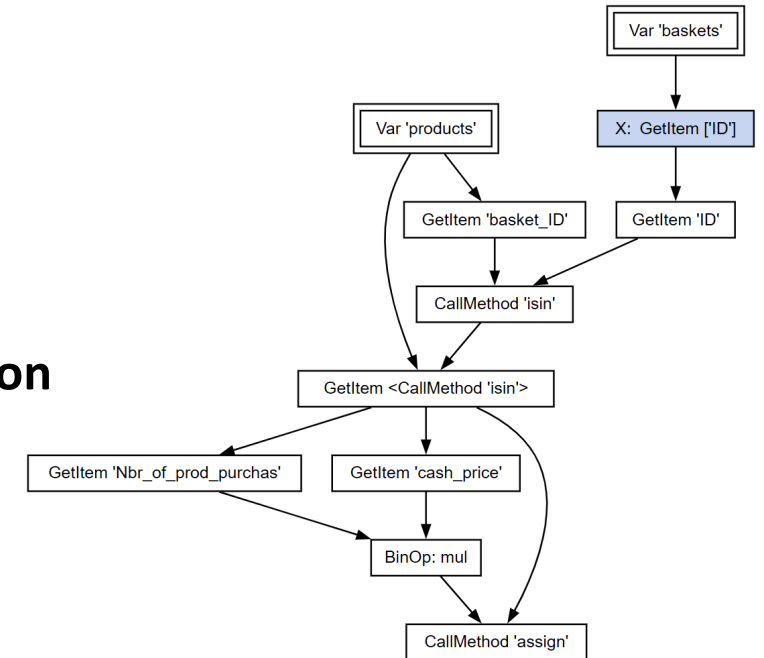 Var 'baskets'
Var 'products'
X:  GetItem ['ID']
GetItem 'basket_ID'
GetItem 'ID'
CallMethod 'isin'
on
GetItem <CallMethod 'isin'>
GetItem 'Nbr_of_prod_purchas'
GetItem 'cash_price'
BinOp: mul
CallMethod 'assign'